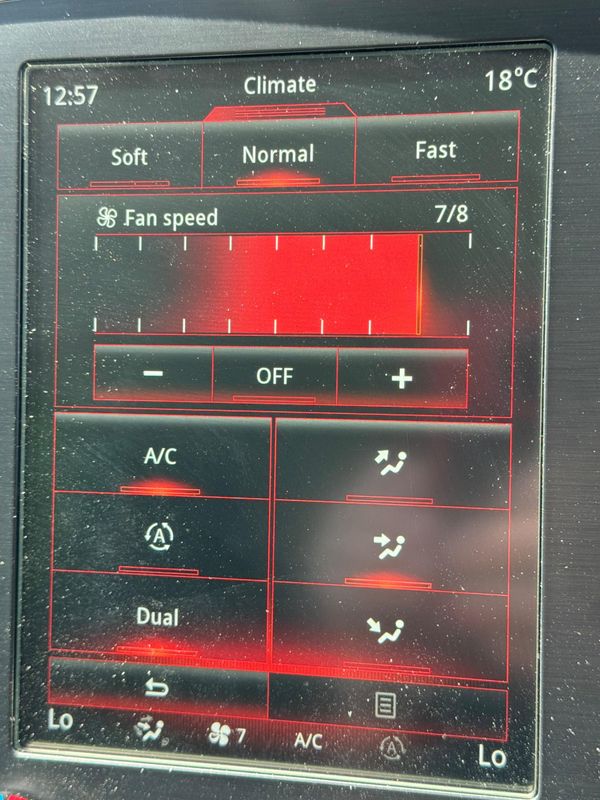 12:57 Climate 18°C
Soft Normal Fast
Fan speed 7/8
− OFF +
A/C
A
Dual
Lo 7 A/C A Lo